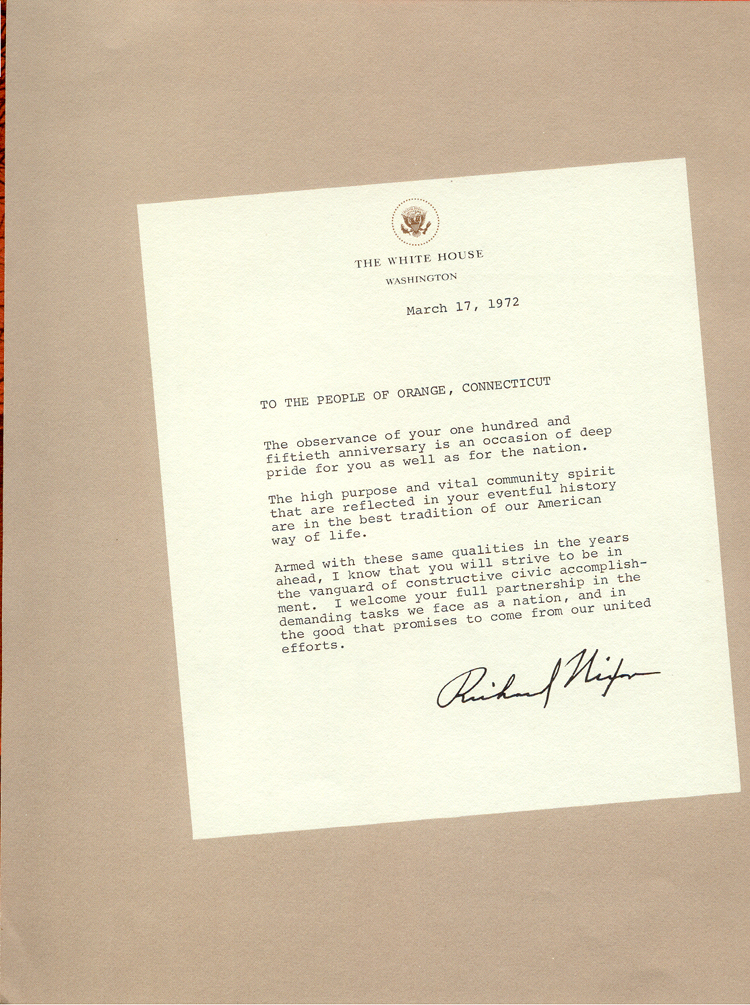 THE WHITE HOUSE
WASHINGTON
March 17, 1972
TO THE PEOPLE OF ORANGE, CONNECTICUT
The observance of your one hundred and
fiftieth anniversary is an occasion of deep
pride for you as well as for the nation.
The high purpose and vital community spirit
that are reflected in your eventful history
are in the best tradition of our American
way of life.
Armed with these same qualities in the years
ahead, I know that you will strive to be in
the vanguard of constructive civic accomplish-
ment.  I welcome your full partnership in the
demanding tasks we face as a nation, and in
the good that promises to come from our united
efforts.
Richard Nixon